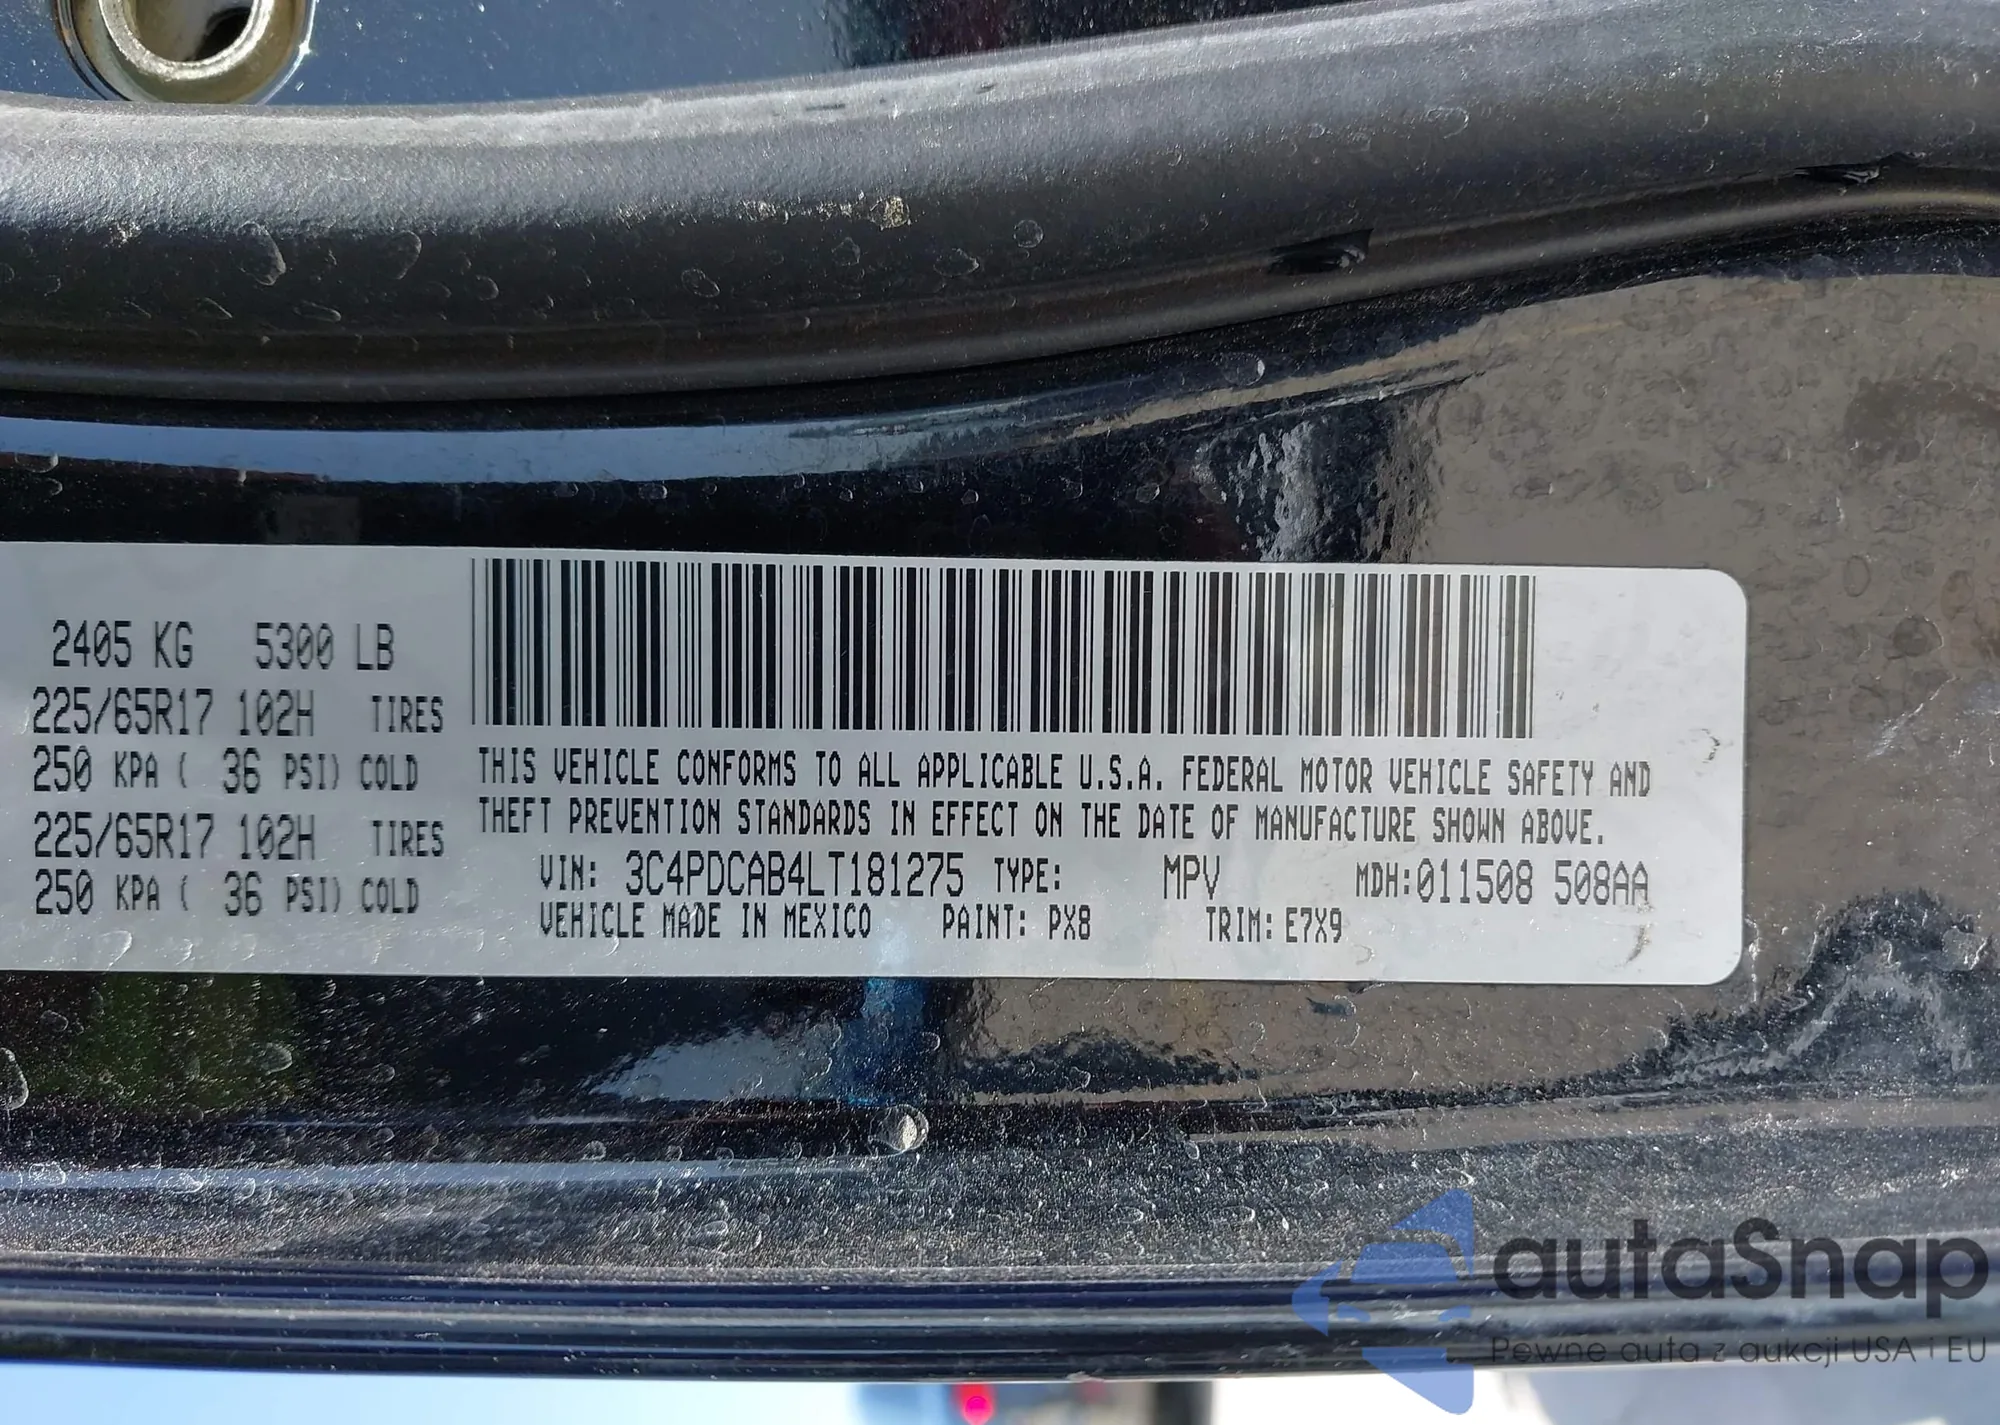 2405 KG 5300 LB
225/65R17 102H TIRES
250 KPA ( 36 PSI) COLD
225/65R17 102H TIRES
250 KPA ( 36 PSI) COLD
THIS VEHICLE CONFORMS TO ALL APPLICABLE U.S.A. FEDERAL MOTOR VEHICLE SAFETY AND
THEFT PREVENTION STANDARDS IN EFFECT ON THE DATE OF MANUFACTURE SHOWN ABOVE.
VIN: 3C4PDCAB4LT181275 TYPE: MPV MDH:011508 508AA
VEHICLE MADE IN MEXICO PAINT: PX8 TRIM: E7X9
autaSnap
Pewne auta z aukcji USA i EU